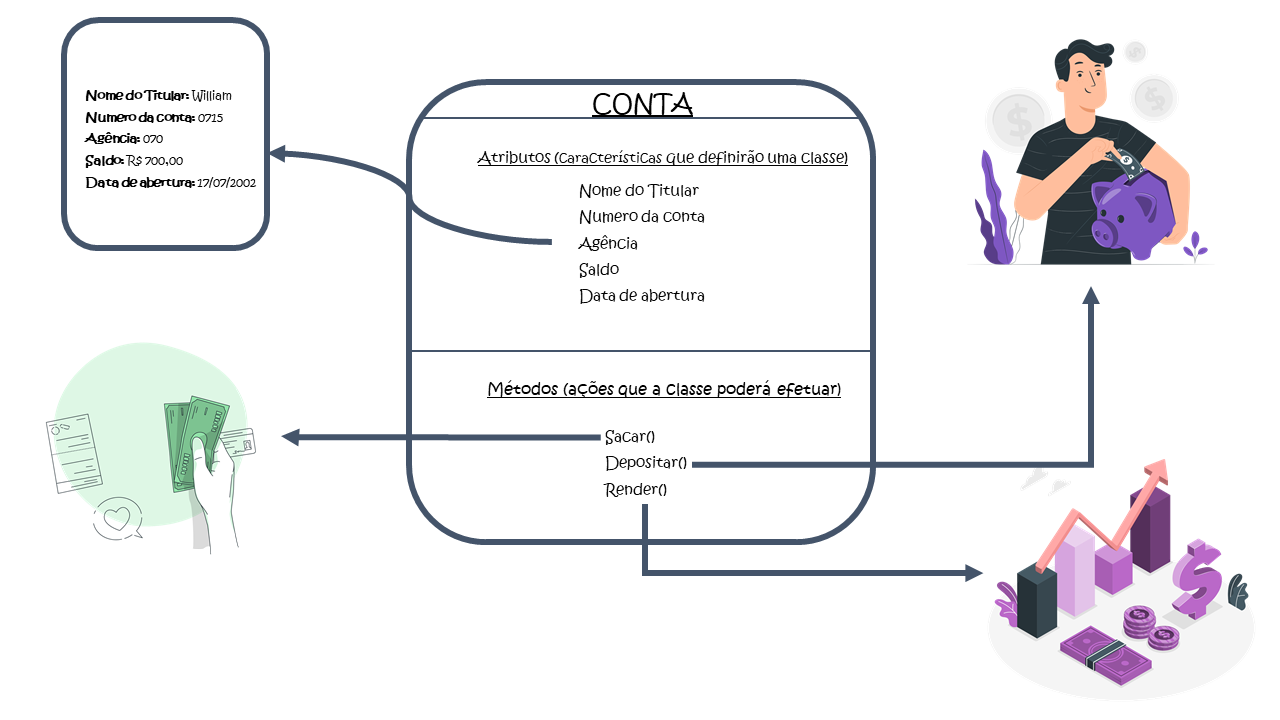 Nome do Titular: William
Numero da conta: 0715
Agência: 070
Saldo: R$ 700,00
Data de abertura: 17/07/2002
CONTA
Atributos (características que definirão uma classe)
Nome do Titular
Numero da conta
Agência
Saldo
Data de abertura
Métodos (ações que a classe poderá efetuar)
Sacar()
Depositar()
Render()